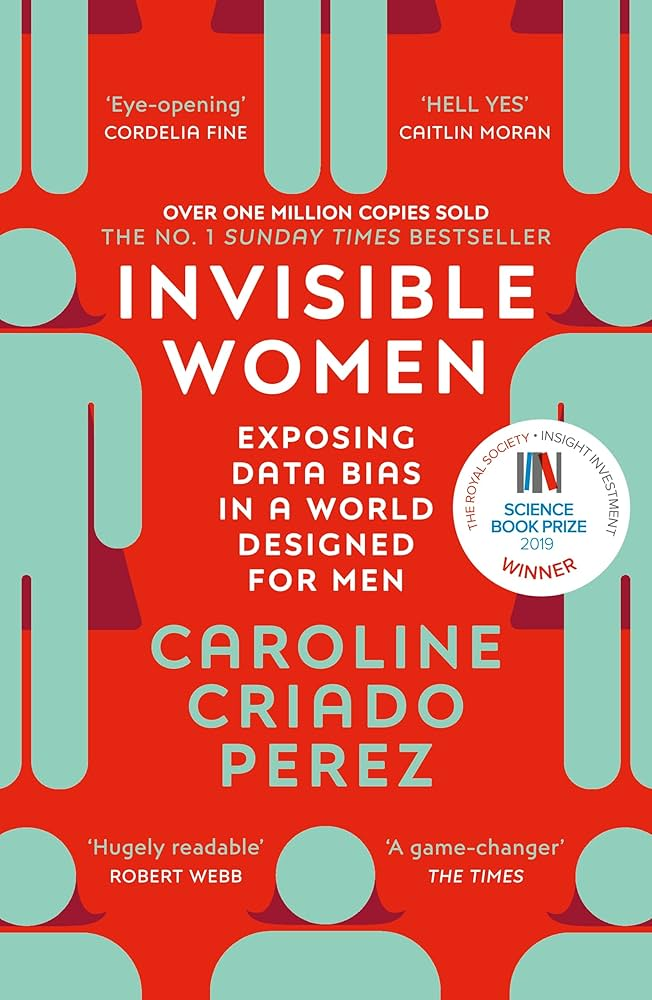 ‘Eye-opening’
CORDELIA FINE
‘HELL YES’
CAITLIN MORAN
OVER ONE MILLION COPIES SOLD
THE NO. 1 SUNDAY TIMES BESTSELLER
INVISIBLE
WOMEN
EXPOSING
DATA BIAS
IN A WORLD
DESIGNED
FOR MEN
THE ROYAL SOCIETY • INSIGHT INVESTMENT
SCIENCE
BOOK PRIZE
2019
WINNER
CAROLINE
CRIADO
PEREZ
‘Hugely readable’
ROBERT WEBB
‘A game-changer’
THE TIMES